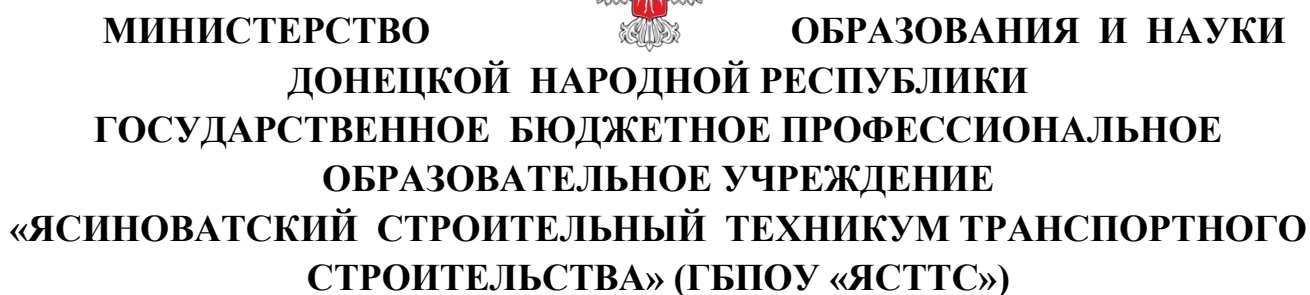 МИНИСТЕРСТВО ОБРАЗОВАНИЯ И НАУКИ
ДОНЕЦКОЙ НАРОДНОЙ РЕСПУБЛИКИ
ГОСУДАРСТВЕННОЕ БЮДЖЕТНОЕ ПРОФЕССИОНАЛЬНОЕ
ОБРАЗОВАТЕЛЬНОЕ УЧРЕЖДЕНИЕ
«ЯСИНОВАТСКИЙ СТРОИТЕЛЬНЫЙ ТЕХНИКУМ ТРАНСПОРТНОГО
СТРОИТЕЛЬСТВА» (ГБПОУ «ЯСТТС»)